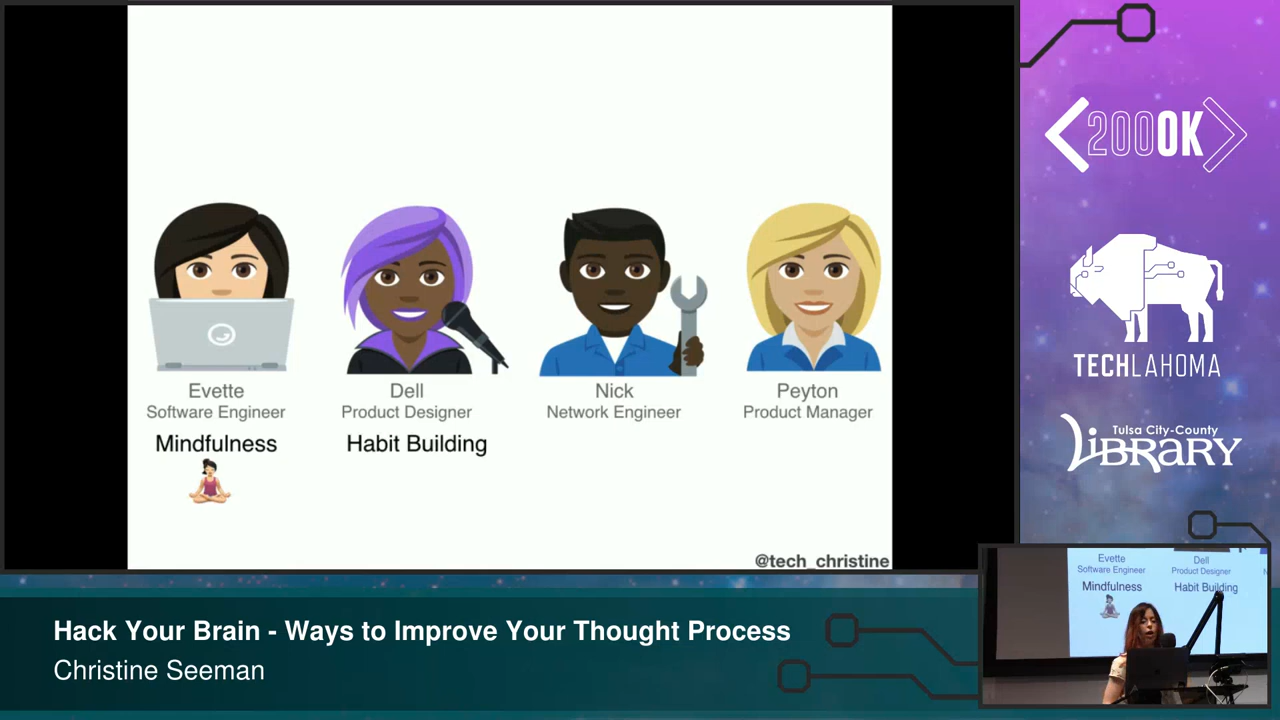 Evette
Software Engineer
Mindfulness
Dell
Product Designer
Habit Building
Nick
Network Engineer
Peyton
Product Manager
@tech_christine
<200OK>
TECHLAHOMA
Tulsa City-County
LIBRARY
Evette
Software Engineer
Mindfulness
Dell
Product Designer
Habit Building
Hack Your Brain - Ways to Improve Your Thought Process
Christine Seeman